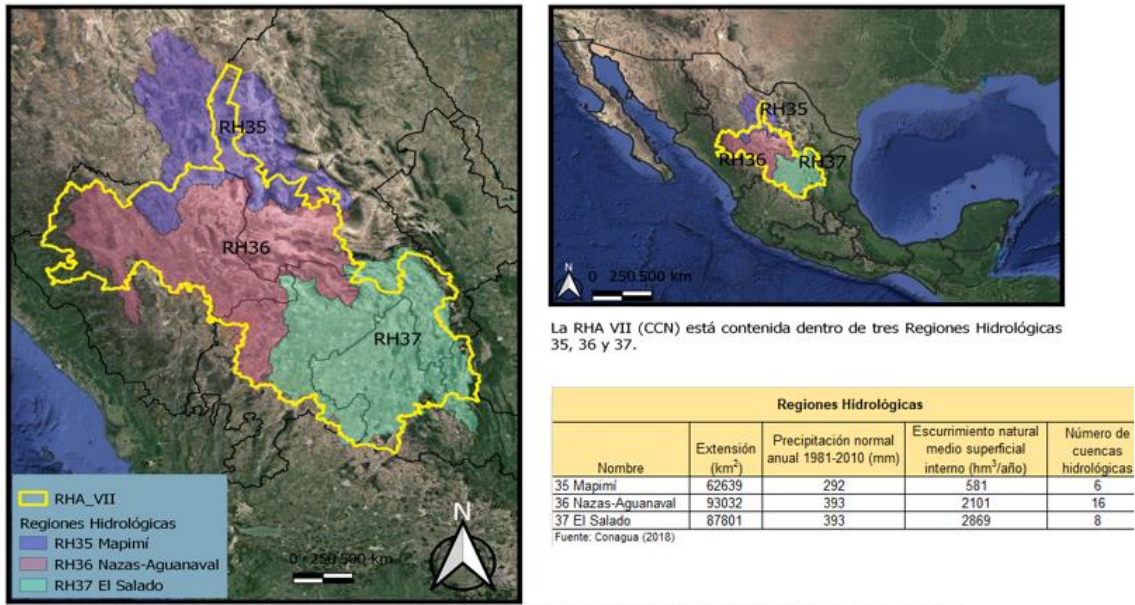 RH35
RH36
RH37
RHA_VII
Regiones Hidrológicas
RH35 Mapimí
RH36 Nazas-Aguanaval
RH37 El Salado
0 250 500 km
N
RH35
RH36
RH37
N
0 250 500 km
La RHA VII (CCN) está contenida dentro de tres Regiones Hidrológicas
35, 36 y 37.
Regiones Hidrológicas
Nombre Extensión (km²) Precipitación normal anual 1981-2010 (mm) Escurrimiento natural medio superficial interno (hm³/año) Número de cuencas hidrológicas
35 Mapimí 62639 292 581 6
36 Nazas-Aguanaval 93032 393 2101 16
37 El Salado 87801 393 2869 8
Fuente: Conagua (2018)